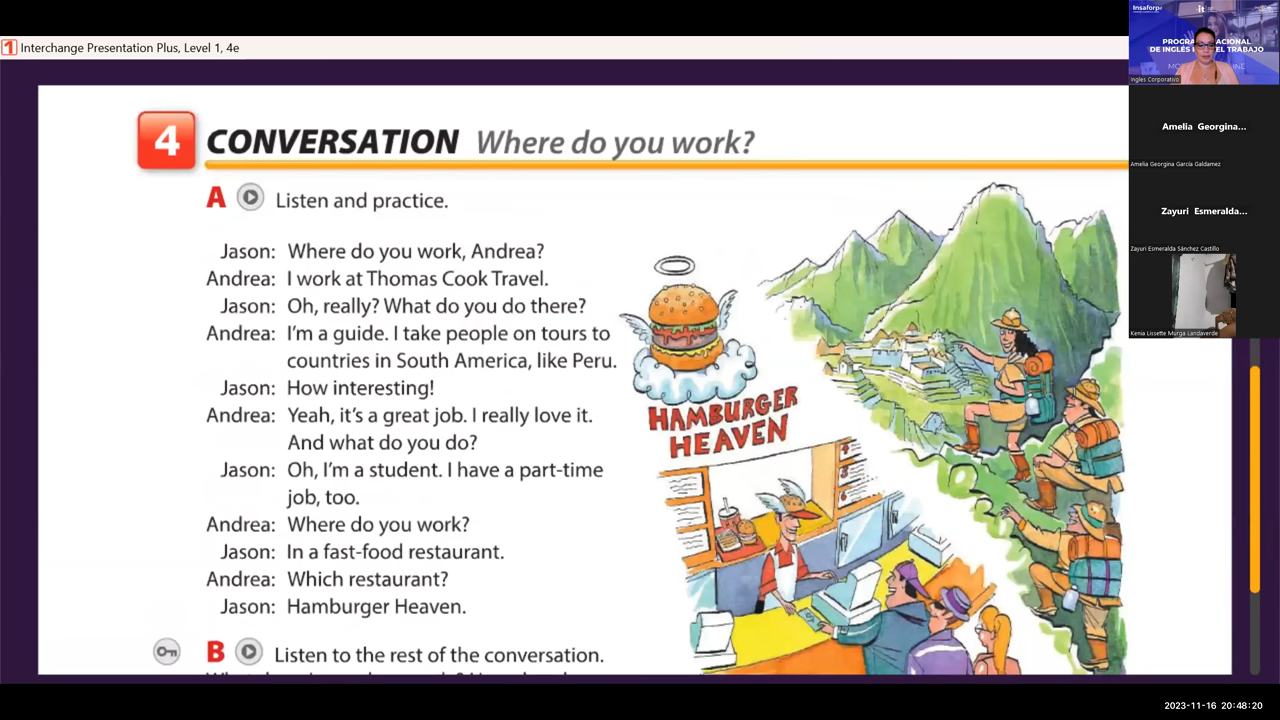 Interchange Presentation Plus, Level 1, 4e
4 CONVERSATION Where do you work?
A Listen and practice.
Jason: Where do you work, Andrea?
Andrea: I work at Thomas Cook Travel.
Jason: Oh, really? What do you do there?
Andrea: I'm a guide. I take people on tours to
countries in South America, like Peru.
Jason: How interesting!
Andrea: Yeah, it's a great job. I really love it.
And what do you do?
Jason: Oh, I'm a student. I have a part-time
job, too.
Andrea: Where do you work?
Jason: In a fast-food restaurant.
Andrea: Which restaurant?
Jason: Hamburger Heaven.
B Listen to the rest of the conversation.
HAMBURGER
HEAVEN
Insaforp
Ingles Corporativo
Amelia Georgina...
Amelia Georgina García Galdamez
Zayuri Esmeralda...
Zayuri Esmeralda Sánchez Castillo
Kenia Lissette Murga Landaverde
2023-11-16 20:48:20